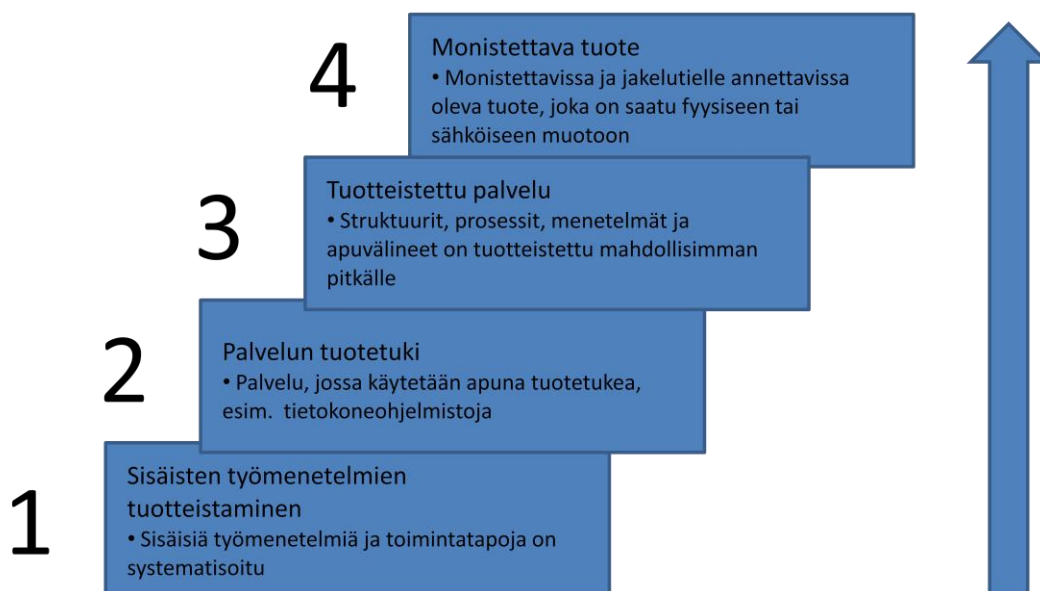 4
Monistettava tuote
• Monistettavissa ja jakelutielle annettavissa
oleva tuote, joka on saatu fyysiseen tai
sähköiseen muotoon
3
Tuotteistettu palvelu
• Struktuurit, prosessit, menetelmät ja
apuvälineet on tuotteistettu mahdollisimman
pitkälle
2
Palvelun tuotetuki
• Palvelu, jossa käytetään apuna tuotetukea,
esim. tietokoneohjelmistoja
1
Sisäisten työmenetelmien
tuotteistaminen
• Sisäisiä työmenetelmiä ja toimintatapoja on
systematisoitu